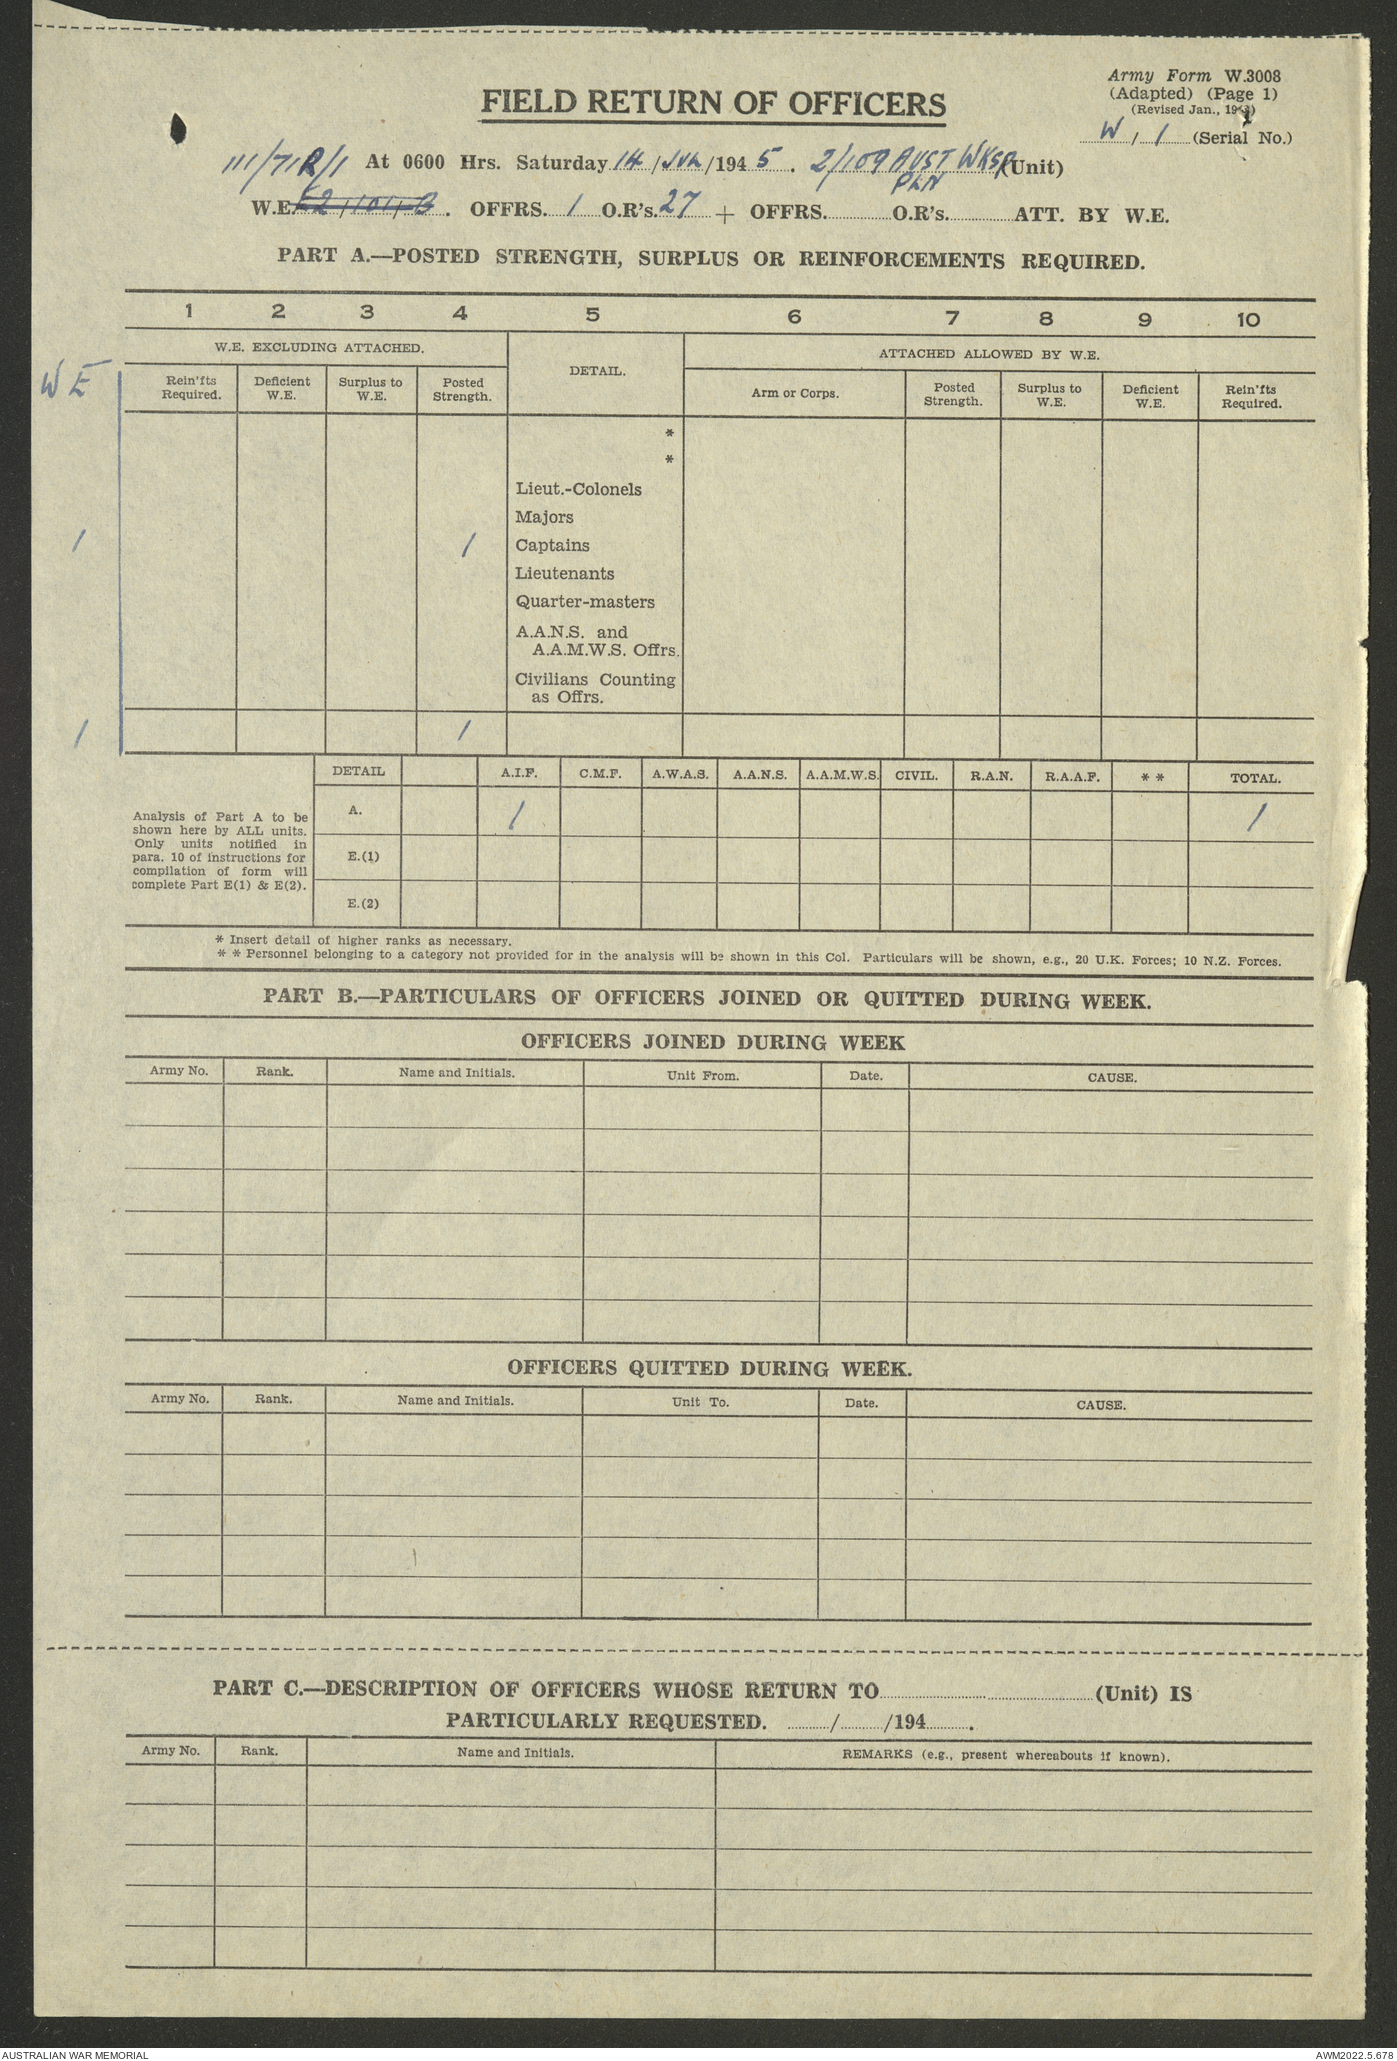 Army Form W.3008
(Adapted) (Page 1)
(Revised Jan., 1943)
FIELD RETURN OF OFFICERS
W / 1 (Serial No.)
111/71R/1 At 0600 Hrs. Saturday 14 / JUL / 194 5 . 2/109 AUST WKSP (Unit)
PLN
W.E. . OFFRS. 1 O.R's. 27 + OFFRS. O.R's. ATT. BY W.E.
PART A.—POSTED STRENGTH, SURPLUS OR REINFORCEMENTS REQUIRED.
1 2 3 4 5 6 7 8 9 10
W.E. EXCLUDING ATTACHED. DETAIL. ATTACHED ALLOWED BY W.E.
WE Rein'fts Required. Deficient W.E. Surplus to W.E. Posted Strength. Arm or Corps. Posted Strength. Surplus to W.E. Deficient W.E. Rein'fts Required.
*
*
Lieut.-Colonels
Majors
1 1 Captains
Lieutenants
Quarter-masters
A.A.N.S. and
A.A.M.W.S. Offrs.
Civilians Counting
as Offrs.
1 1
DETAIL A.I.F. C.M.F. A.W.A.S. A.A.N.S. A.A.M.W.S. CIVIL. R.A.N. R.A.A.F. * * TOTAL.
A. 1 1
Analysis of Part A to be
shown here by ALL units.
Only units notified in
para. 10 of instructions for
compilation of form will
complete Part E(1) & E(2).
E.(1)
E.(2)
* Insert detail of higher ranks as necessary.
* * Personnel belonging to a category not provided for in the analysis will be shown in this Col. Particulars will be shown, e.g., 20 U.K. Forces; 10 N.Z. Forces.
PART B.—PARTICULARS OF OFFICERS JOINED OR QUITTED DURING WEEK.
OFFICERS JOINED DURING WEEK
Army No. Rank. Name and Initials. Unit From. Date. CAUSE.
OFFICERS QUITTED DURING WEEK.
Army No. Rank. Name and Initials. Unit To. Date. CAUSE.
PART C.—DESCRIPTION OF OFFICERS WHOSE RETURN TO (Unit) IS
PARTICULARLY REQUESTED. / /194 .
Army No. Rank. Name and Initials. REMARKS (e.g., present whereabouts if known).
AUSTRALIAN WAR MEMORIAL
AWM2022.5.678